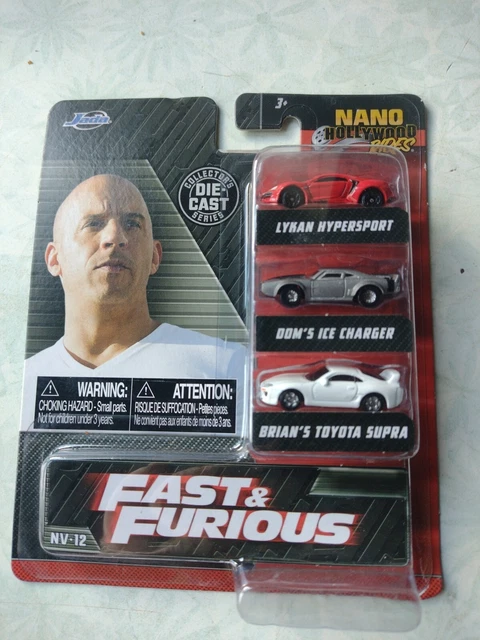 Jada
3+
NANO
HOLLYWOOD
RIDES
COLLECTOR'S
DIE
CAST
SERIES
LYKAN HYPERSPORT
DOM'S ICE CHARGER
BRIAN'S TOYOTA SUPRA
WARNING:
CHOKING HAZARD - Small parts.
Not for children under 3 years.
ATTENTION:
RISQUE DE SUFFOCATION - Petites pièces.
Ne convient pas aux enfants de moins de 3 ans.
FAST &
FURIOUS
NV-12